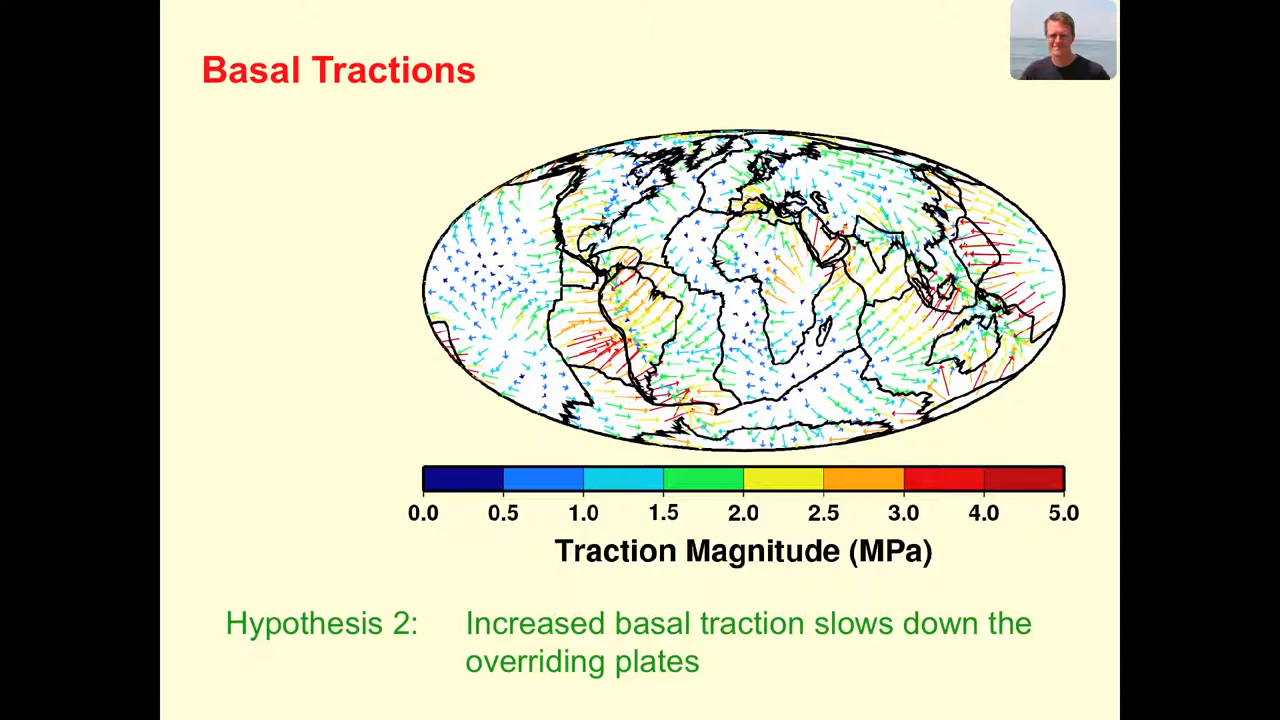 Basal Tractions
0.0 0.5 1.0 1.5 2.0 2.5 3.0 4.0 5.0
Traction Magnitude (MPa)
Hypothesis 2: Increased basal traction slows down the
overriding plates